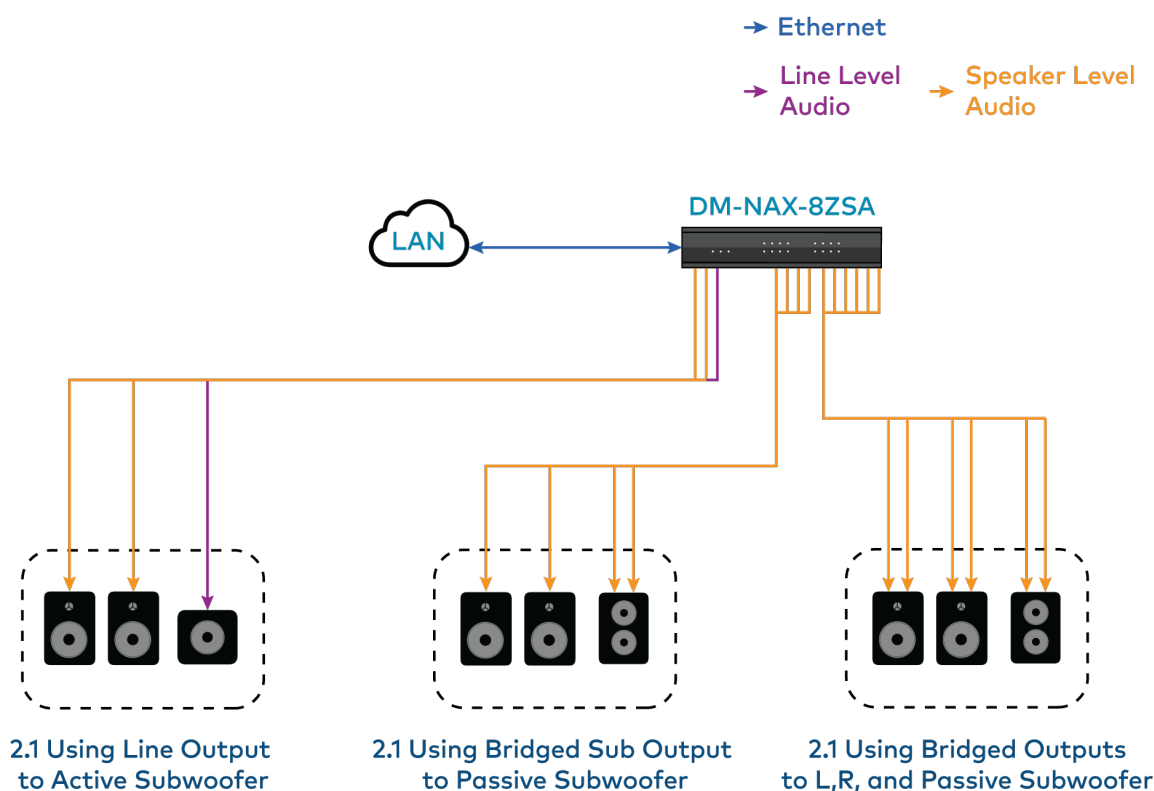 Ethernet
Line Level
Audio
Speaker Level
Audio
DM-NAX-8ZSA
LAN
2.1 Using Line Output
to Active Subwoofer
2.1 Using Bridged Sub Output
to Passive Subwoofer
2.1 Using Bridged Outputs
to L,R, and Passive Subwoofer